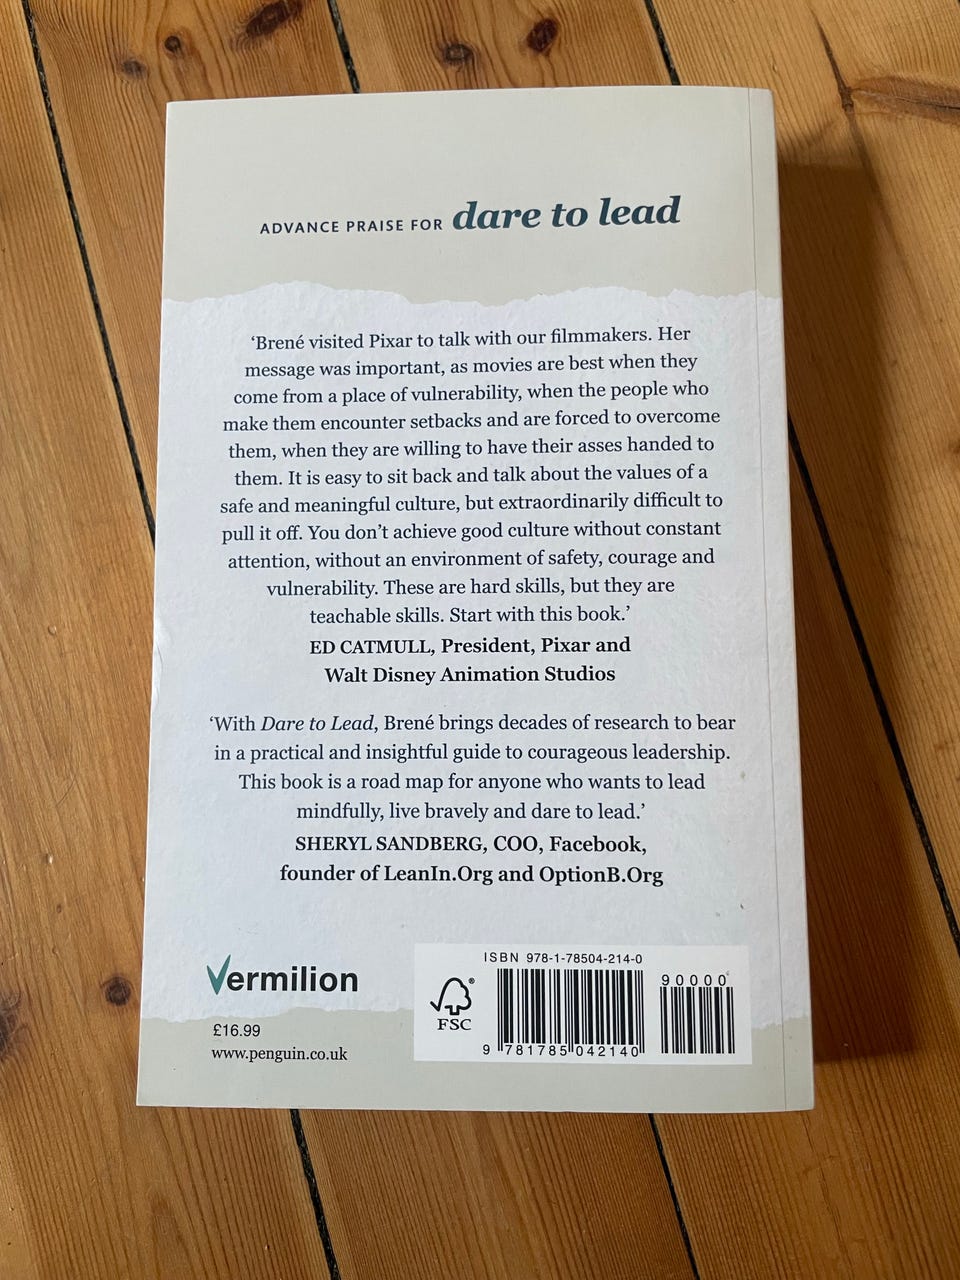 ADVANCE PRAISE FOR dare to lead
‘Brené visited Pixar to talk with our filmmakers. Her
message was important, as movies are best when they
come from a place of vulnerability, when the people who
make them encounter setbacks and are forced to overcome
them, when they are willing to have their asses handed to
them. It is easy to sit back and talk about the values of a
safe and meaningful culture, but extraordinarily difficult to
pull it off. You don’t achieve good culture without constant
attention, without an environment of safety, courage and
vulnerability. These are hard skills, but they are
teachable skills. Start with this book.’
ED CATMULL, President, Pixar and
Walt Disney Animation Studios
‘With Dare to Lead, Brené brings decades of research to bear
in a practical and insightful guide to courageous leadership.
This book is a road map for anyone who wants to lead
mindfully, live bravely and dare to lead.’
SHERYL SANDBERG, COO, Facebook,
founder of LeanIn.Org and OptionB.Org
Vermilion
£16.99
www.penguin.co.uk
FSC®
ISBN 978-1-78504-214-0
90000
9 781785 042140